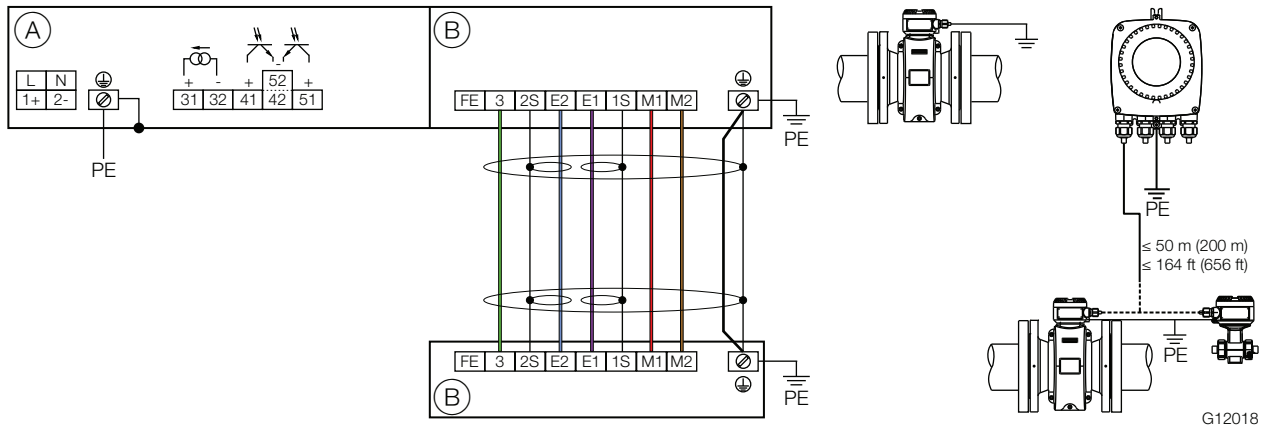 A
B
L N
1+ 2-
+ - + - +
52
31 32 41 42 51
PE
FE 3 2S E2 E1 1S M1 M2
PE
FE 3 2S E2 E1 1S M1 M2
PE
B
PE
≤ 50 m (200 m)
≤ 164 ft (656 ft)
PE
G12018